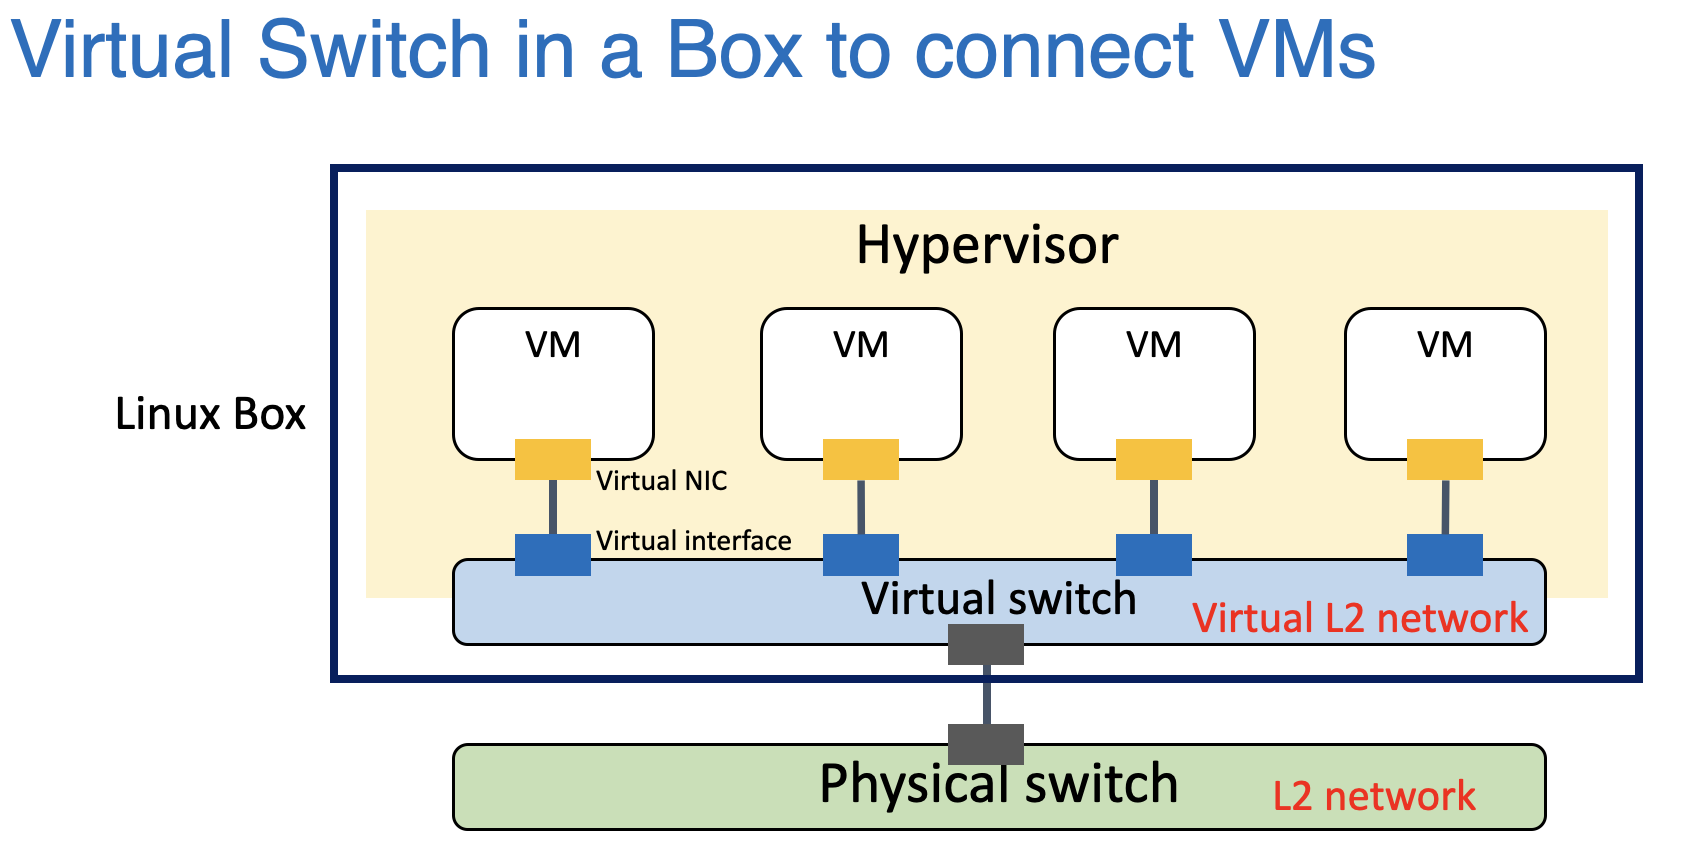 Virtual Switch in a Box to connect VMs
Hypervisor
VM
VM
VM
VM
Linux Box
Virtual NIC
Virtual interface
Virtual switch
Virtual L2 network
Physical switch
L2 network